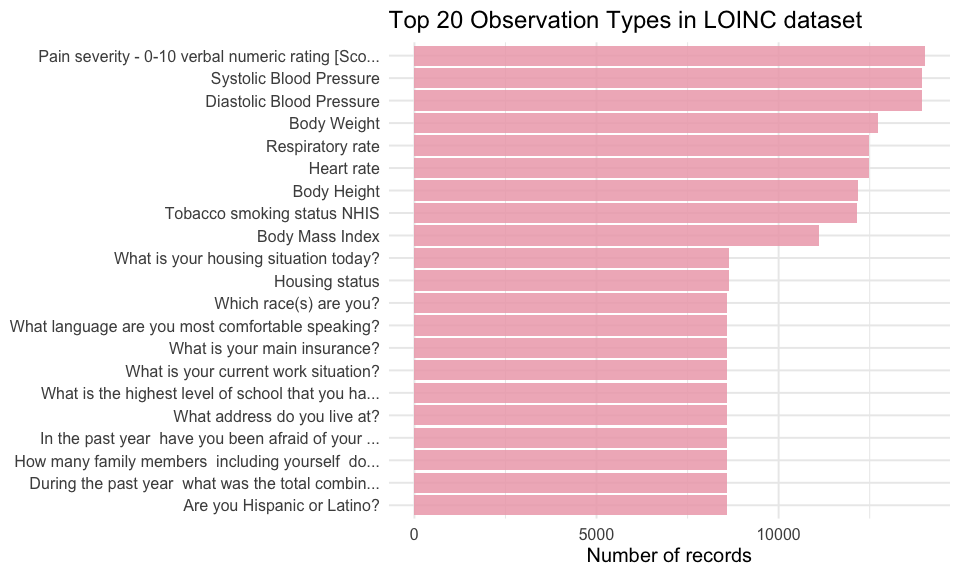 Top 20 Observation Types in LOINC dataset
Pain severity - 0-10 verbal numeric rating [Sco...
Systolic Blood Pressure
Diastolic Blood Pressure
Body Weight
Respiratory rate
Heart rate
Body Height
Tobacco smoking status NHIS
Body Mass Index
What is your housing situation today?
Housing status
Which race(s) are you?
What language are you most comfortable speaking?
What is your main insurance?
What is your current work situation?
What is the highest level of school that you ha...
What address do you live at?
In the past year  have you been afraid of your ...
How many family members  including yourself  do...
During the past year  what was the total combin...
Are you Hispanic or Latino?
0 5000 10000
Number of records